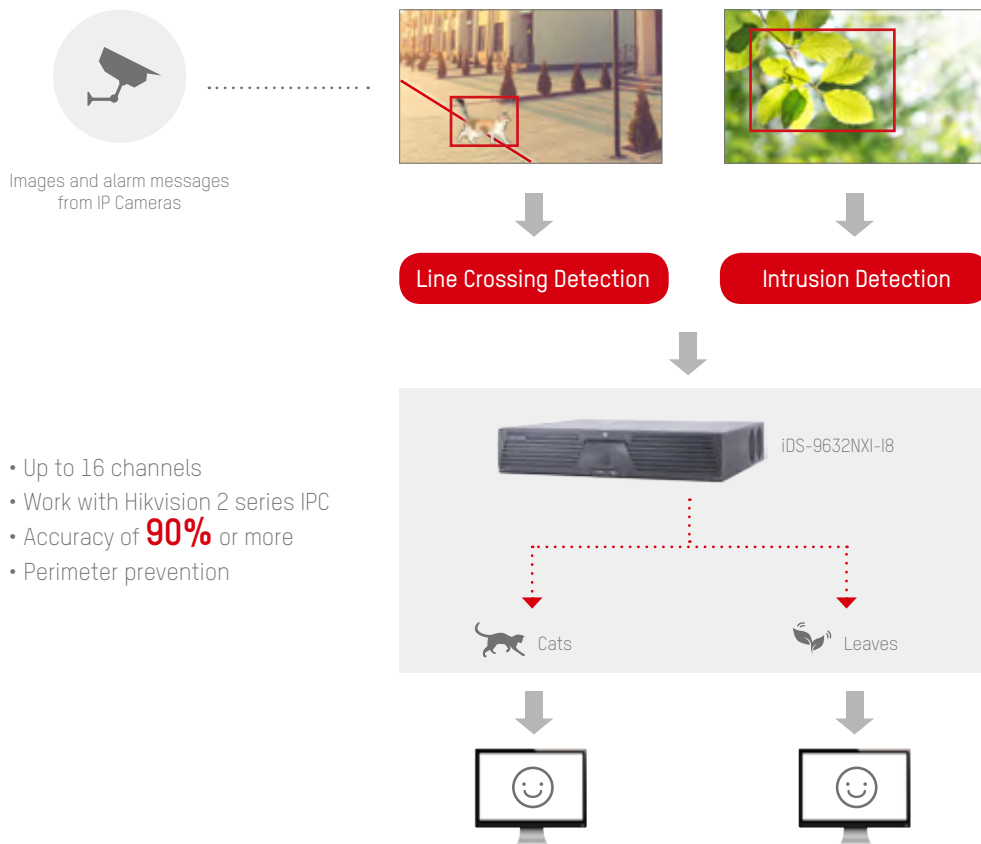 Images and alarm messages
from IP Cameras
Line Crossing Detection
Intrusion Detection
iDS-9632NXI-I8
• Up to 16 channels
• Work with Hikvision 2 series IPC
• Accuracy of 90% or more
• Perimeter prevention
Cats
Leaves